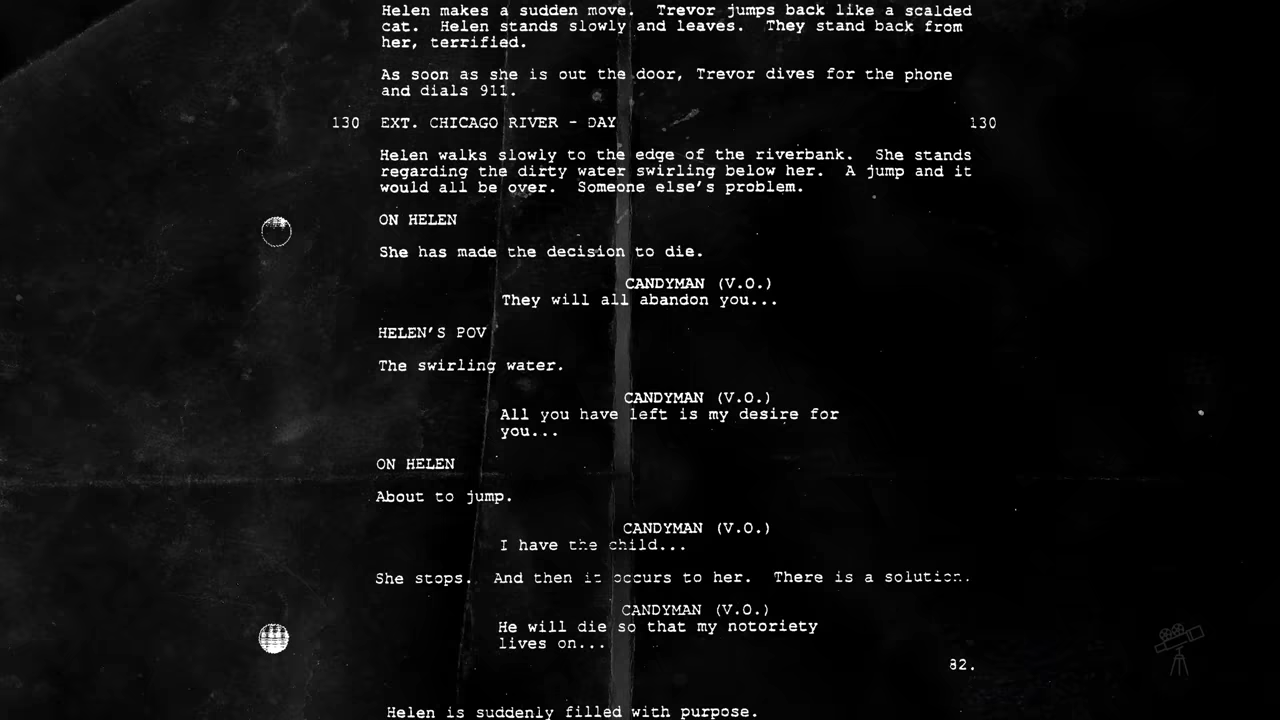 Helen makes a sudden move. Trevor jumps back like a scalded
cat. Helen stands slowly and leaves. They stand back from
her, terrified.
As soon as she is out the door, Trevor dives for the phone
and dials 911.
130 EXT. CHICAGO RIVER - DAY 130
Helen walks slowly to the edge of the riverbank. She stands
regarding the dirty water swirling below her. A jump and it
would all be over. Someone else's problem.
ON HELEN
She has made the decision to die.
CANDYMAN (V.O.)
They will all abandon you...
HELEN'S POV
The swirling water.
CANDYMAN (V.O.)
All you have left is my desire for
you...
ON HELEN
About to jump.
CANDYMAN (V.O.)
I have the child...
She stops. And then it occurs to her. There is a solution.
CANDYMAN (V.O.)
He will die so that my notoriety
lives on...
82.
Helen is suddenly filled with purpose.